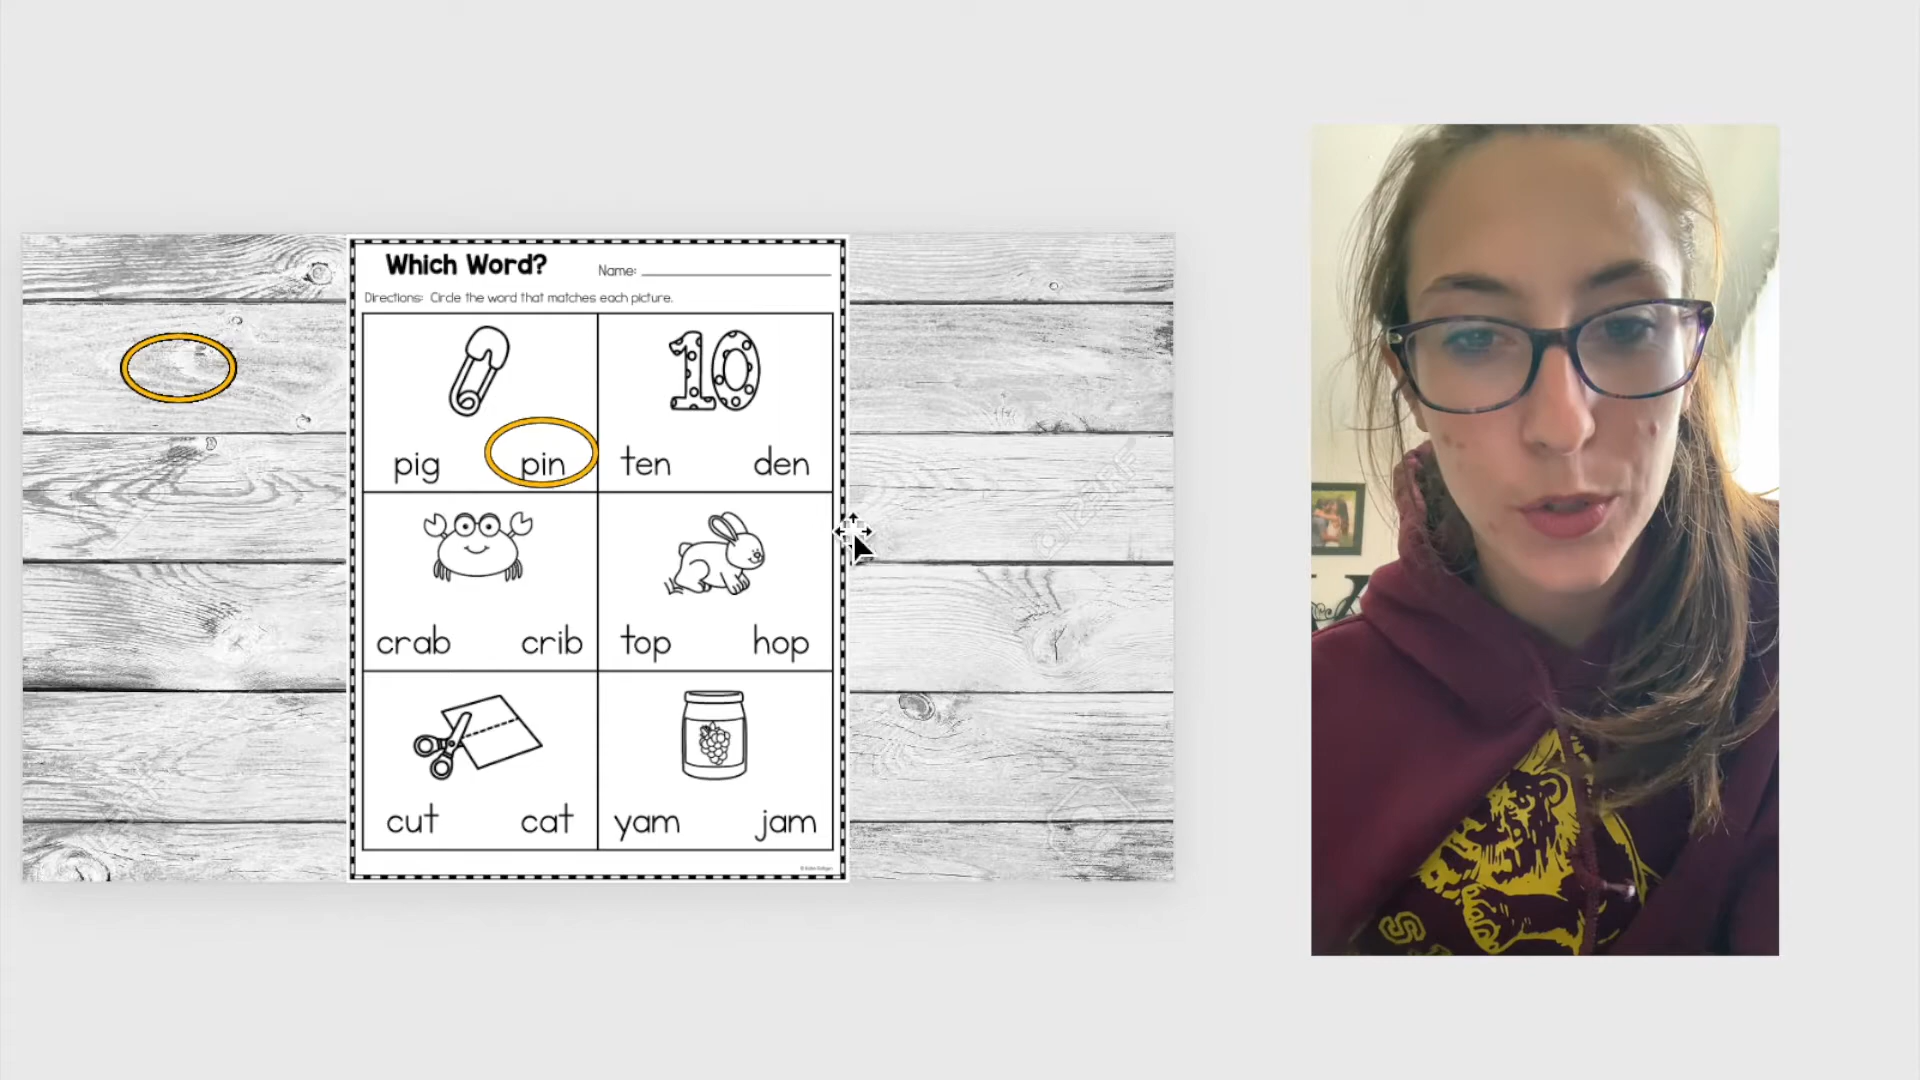 Which Word?
Name:
Directions: Circle the word that matches each picture.
10
pig pin
ten den
crab crib
top hop
cut cat
yam jam